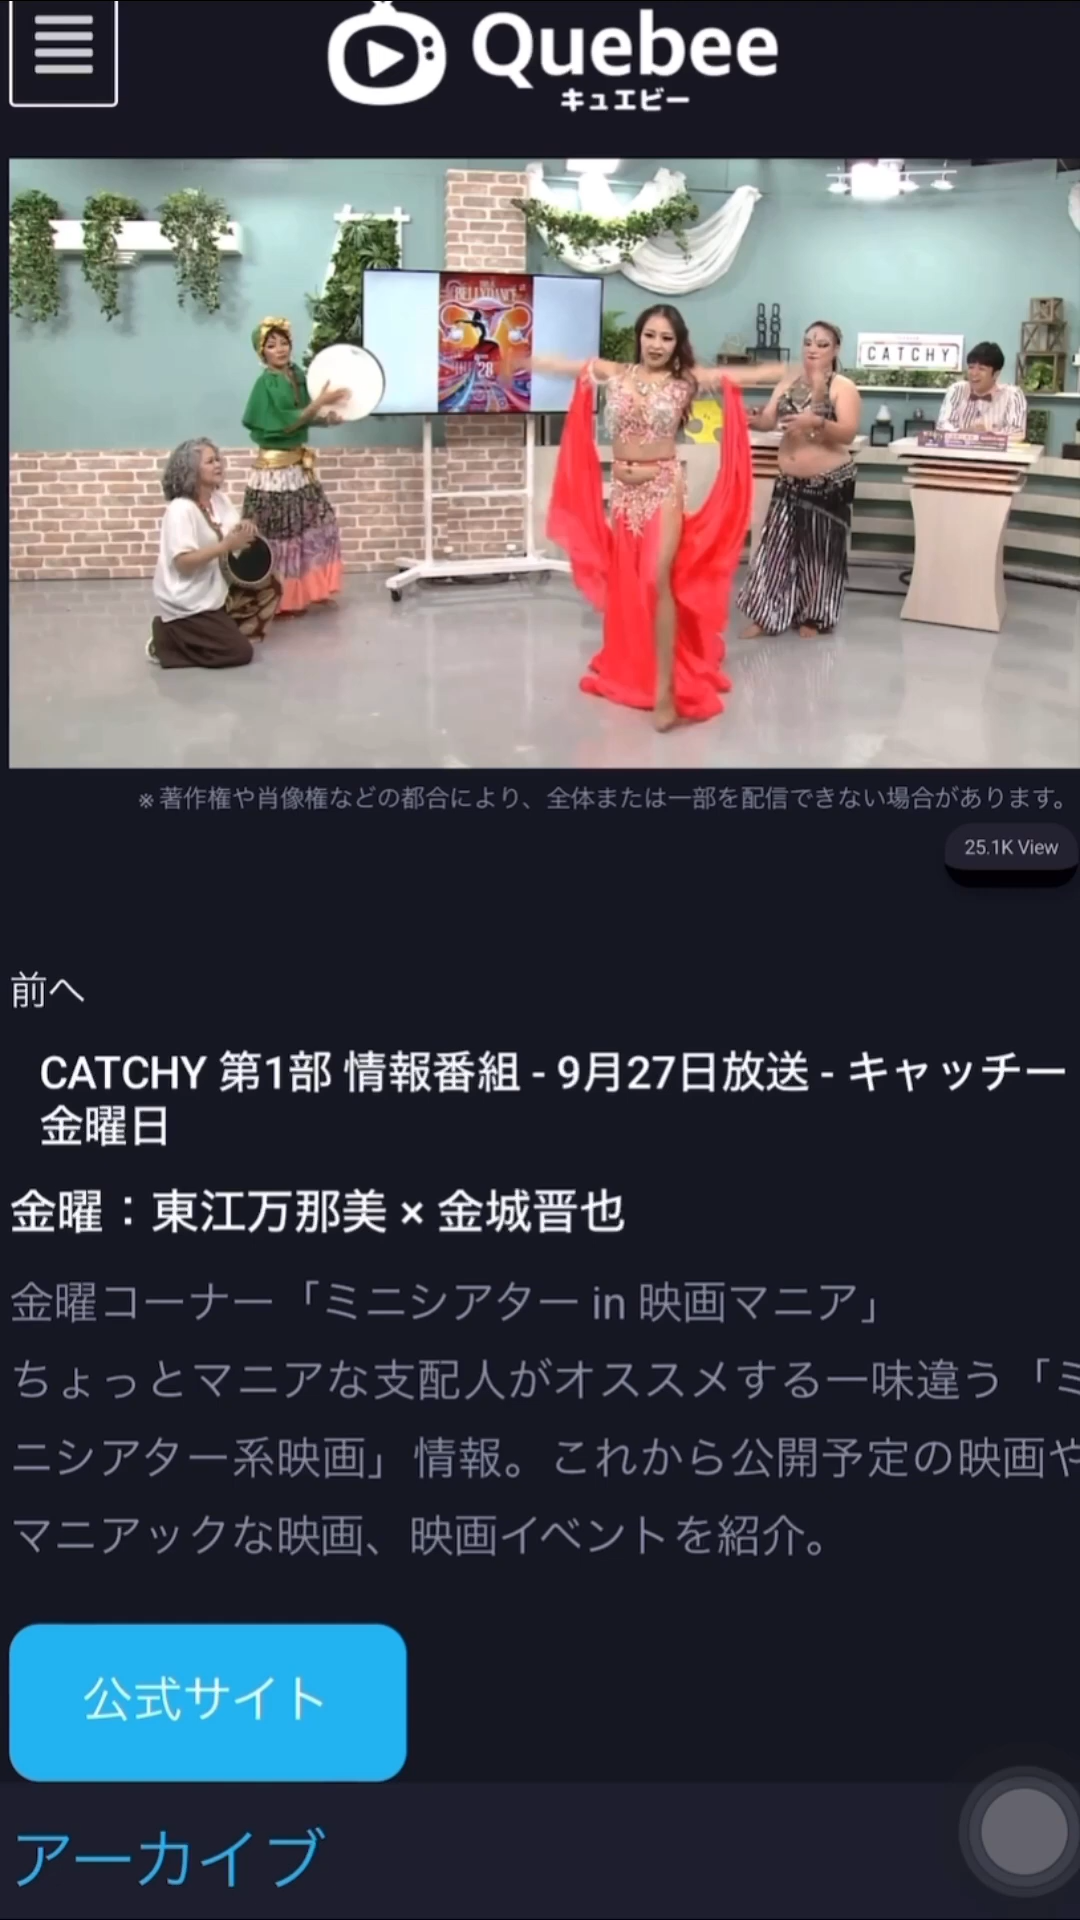 Quebee
キュエビー
BELLYDANCE
28
CATCHY
※ 著作権や肖像権などの都合により、全体または一部を配信できない場合があります。
25.1K View
前へ
CATCHY 第1部 情報番組 - 9月27日放送 - キャッチー
金曜日
金曜：東江万那美 × 金城晋也
金曜コーナー「ミニシアター in 映画マニア」
ちょっとマニアな支配人がオススメする一味違う「ミ
ニシアター系映画」情報。これから公開予定の映画や
マニアックな映画、映画イベントを紹介。
公式サイト
アーカイブ